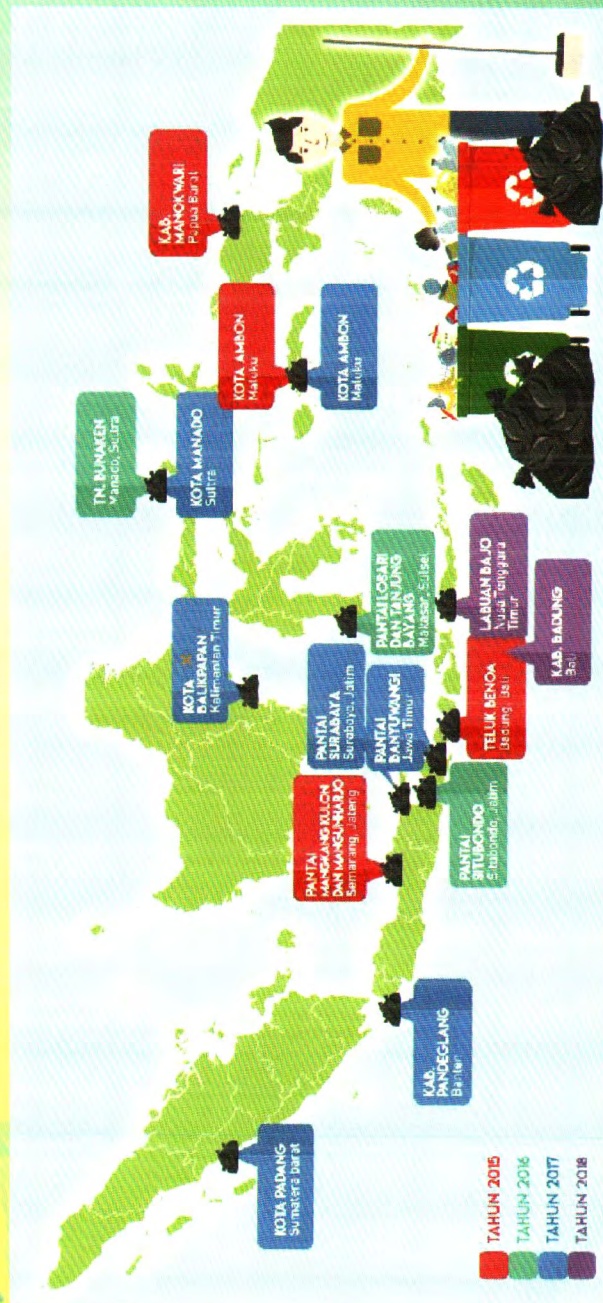 KAB.
MANOKWARI
Papua Barat
TN. BUNAKEN
Manado, Sultra
KOTA MANADO
Sultra
KOTA AMBON
Maluku
KOTA AMBON
Maluku
KOTA
BALIKPAPAN
Kalimantan Timur
PANTAI LOSARI
DAN TANJUNG
BAYANG
Makasar, Sulsel
PANTAI
SURABAYA
Surabaya, Jatim
PANTAI
BANYUWANGI
Jawa Timur
PANTAI
MANGKANG KULON
DAN MANGUNHARJO
Semarang, Jateng
LABUAN BAJO
Nusa Tenggara
Timur
TELUK BENOA
Badung, Bali
KAB. BADUNG
Bali
PANTAI
SITUBONDO
Situbondo, Jatim
KAB.
PANDEGLANG
Banten
KOTA PADANG
Sumatera barat
TAHUN 2015
TAHUN 2016
TAHUN 2017
TAHUN 2018